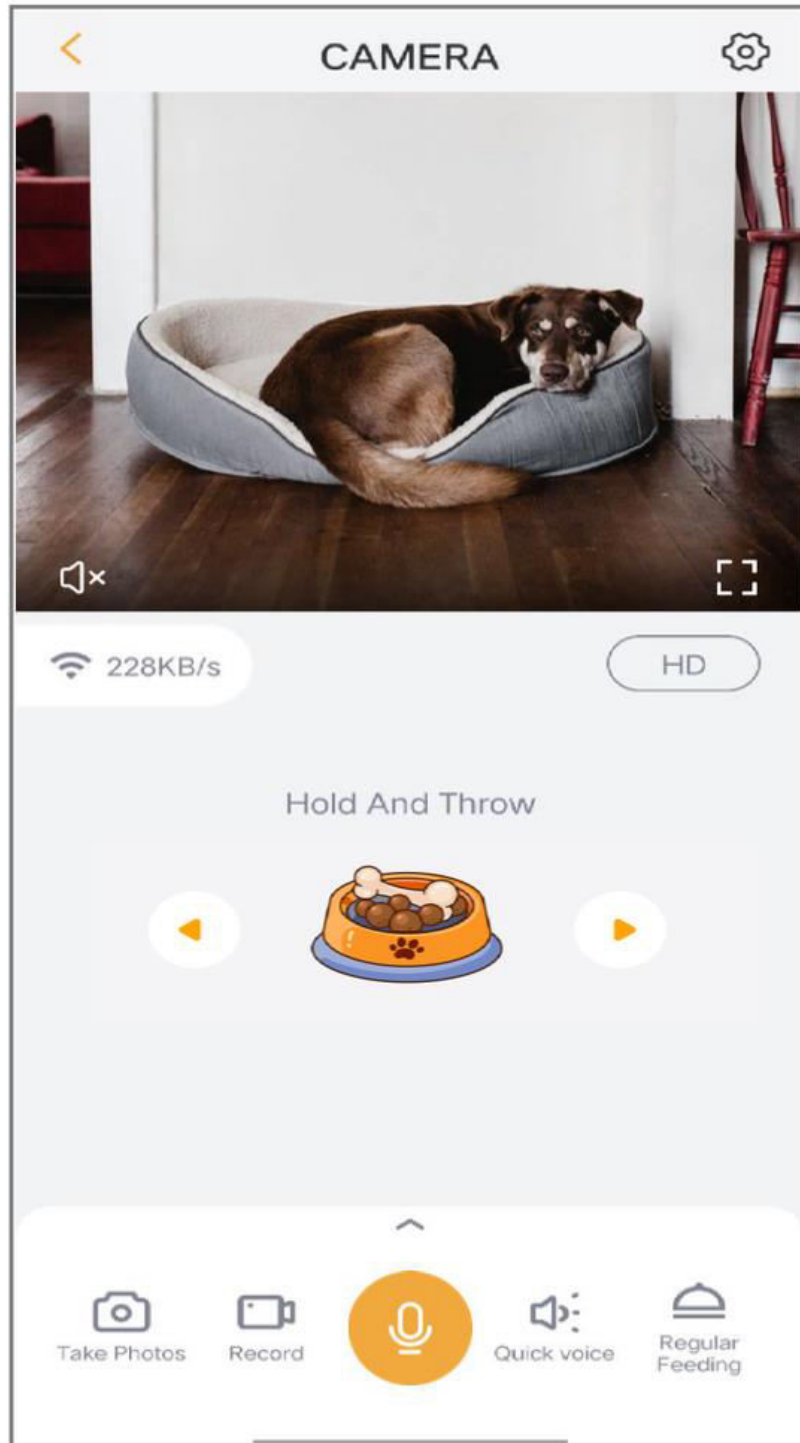 CAMERA
228KB/s
HD
Hold And Throw
Take Photos
Record
Quick voice
Regular
Feeding